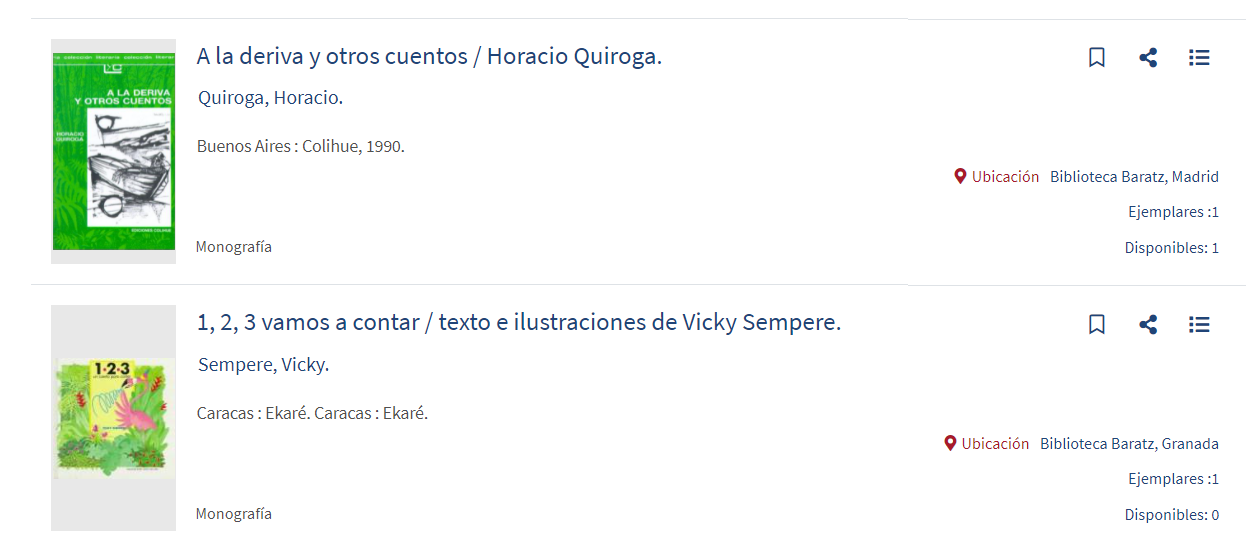 A la deriva y otros cuentos / Horacio Quiroga.
Quiroga, Horacio.
Buenos Aires : Colihue, 1990.
Ubicación Biblioteca Baratz, Madrid
Ejemplares :1
Monografía
Disponibles: 1
A LA DERIVA
Y OTROS CUENTOS
HORACIO
QUIROGA
EDICIONES COLIHUE
1, 2, 3 vamos a contar / texto e ilustraciones de Vicky Sempere.
Sempere, Vicky.
Caracas : Ekaré. Caracas : Ekaré.
Ubicación Biblioteca Baratz, Granada
Ejemplares :1
Monografía
Disponibles: 0
1·2·3